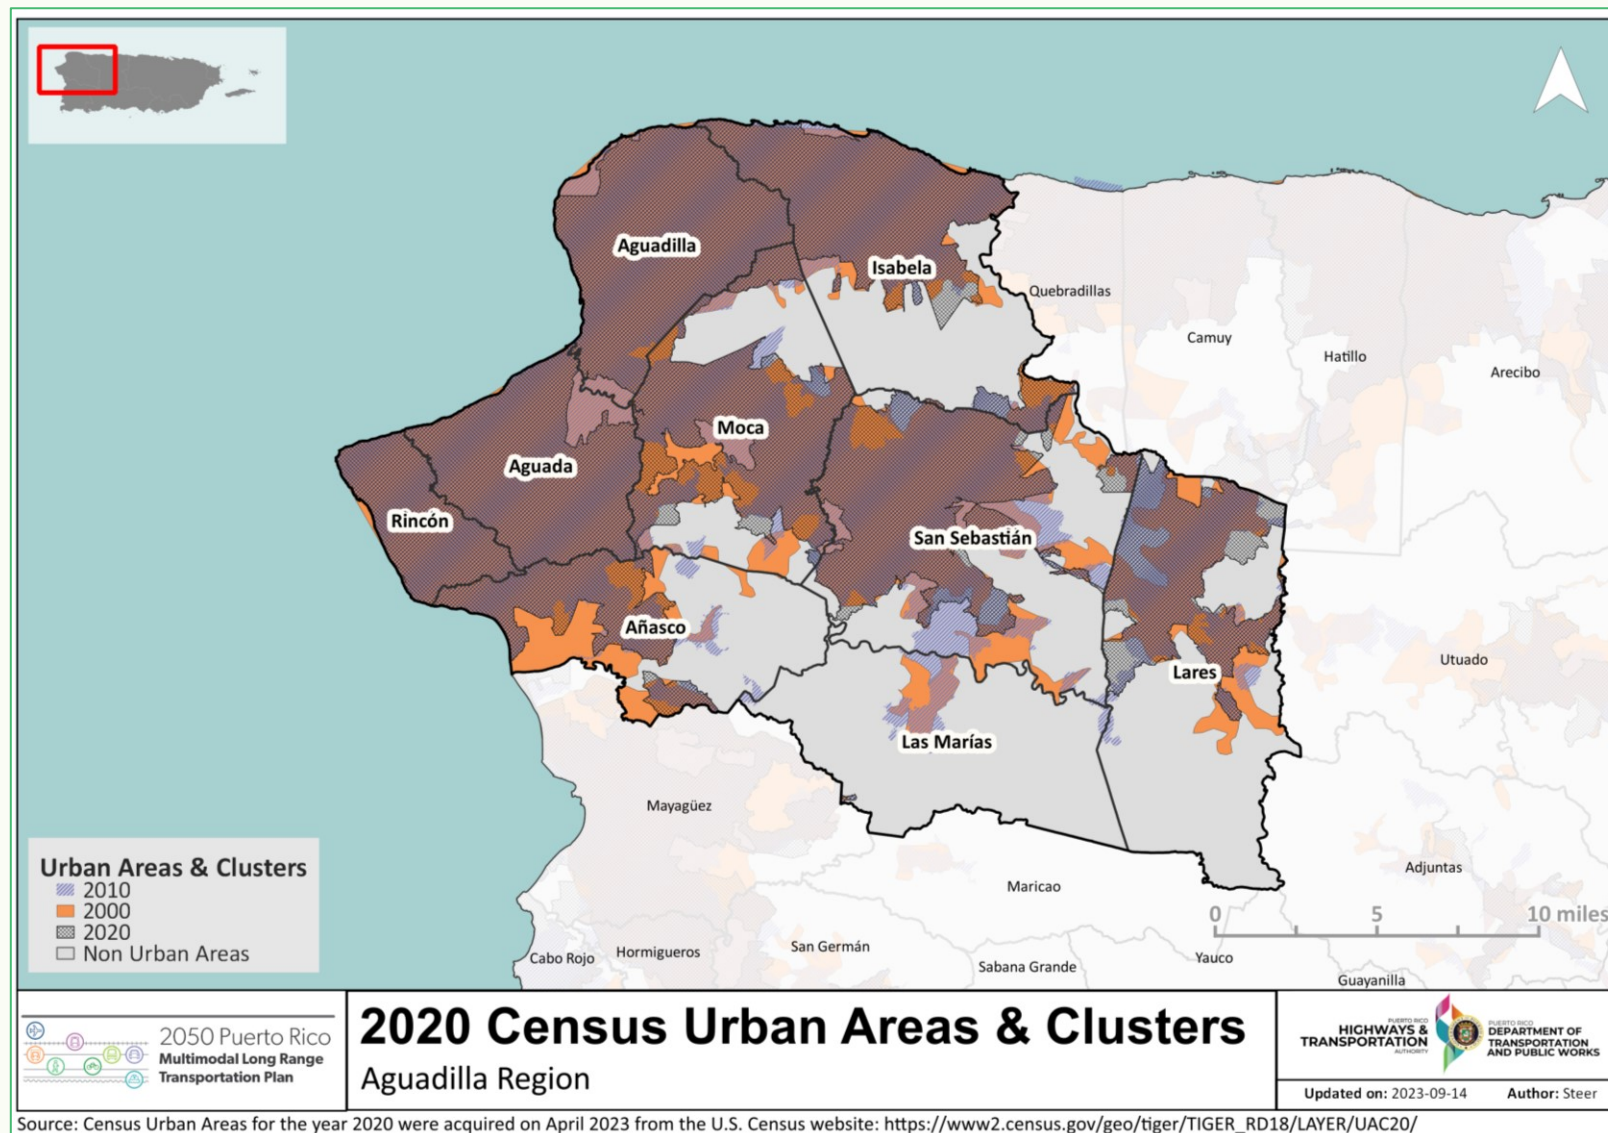 Aguadilla
Isabela
Quebradillas
Camuy
Hatillo
Arecibo
Moca
Aguada
Rincón
San Sebastián
Añasco
Lares
Utuado
Las Marías
Mayagüez
Adjuntas
Maricao
Cabo Rojo
Hormigueros
San Germán
Sabana Grande
Yauco
Guayanilla
0 5 10 miles
Urban Areas & Clusters
2010
2000
2020
Non Urban Areas
2050 Puerto Rico
Multimodal Long Range
Transportation Plan
2020 Census Urban Areas & Clusters
Aguadilla Region
PUERTO RICO
HIGHWAYS &
TRANSPORTATION
AUTHORITY
PUERTO RICO
DEPARTMENT OF
TRANSPORTATION
AND PUBLIC WORKS
Updated on: 2023-09-14 Author: Steer
Source: Census Urban Areas for the year 2020 were acquired on April 2023 from the U.S. Census website: https://www2.census.gov/geo/tiger/TIGER_RD18/LAYER/UAC20/